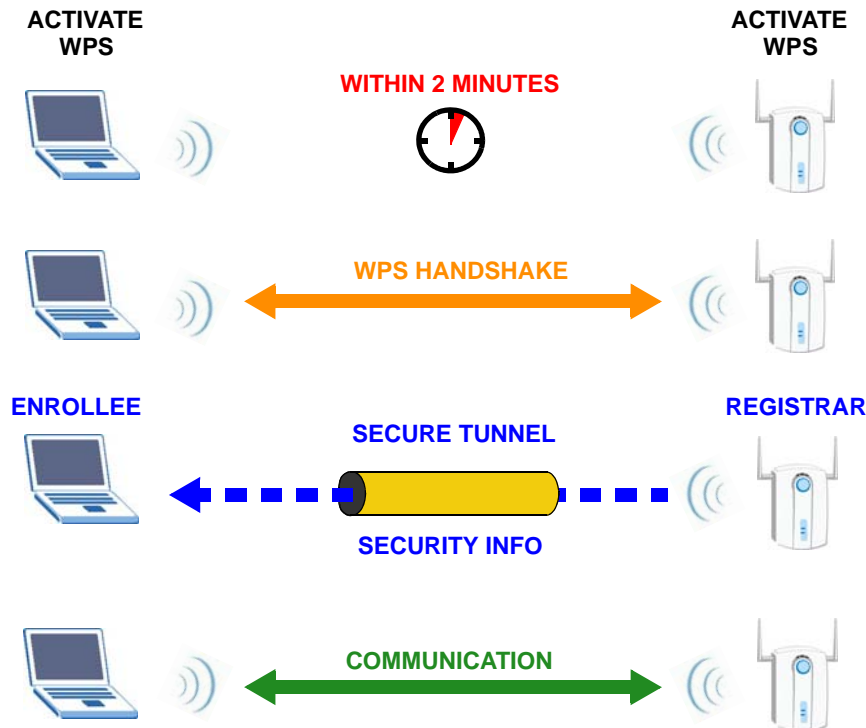 ACTIVATE
WPS
ACTIVATE
WPS
WITHIN 2 MINUTES
WPS HANDSHAKE
ENROLLEE
REGISTRAR
SECURE TUNNEL
SECURITY INFO
COMMUNICATION